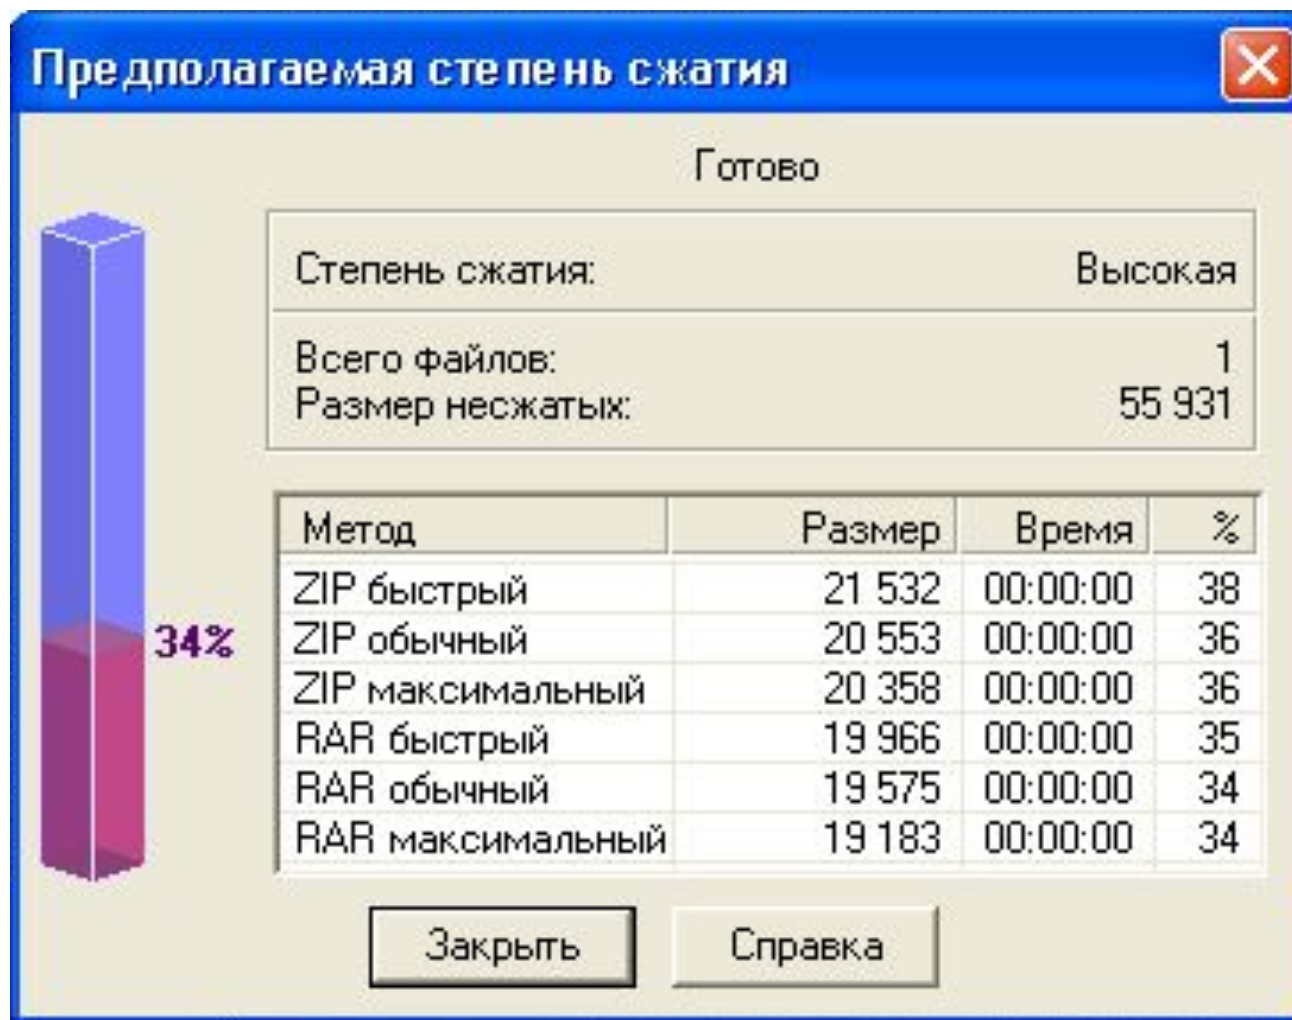 Предполагаемая степень сжатия
Готово
Степень сжатия: Высокая
Всего файлов: 1
Размер несжатых: 55 931
34%
Метод Размер Время %
ZIP быстрый 21 532 00:00:00 38
ZIP обычный 20 553 00:00:00 36
ZIP максимальный 20 358 00:00:00 36
RAR быстрый 19 966 00:00:00 35
RAR обычный 19 575 00:00:00 34
RAR максимальный 19 183 00:00:00 34
Закрыть Справка